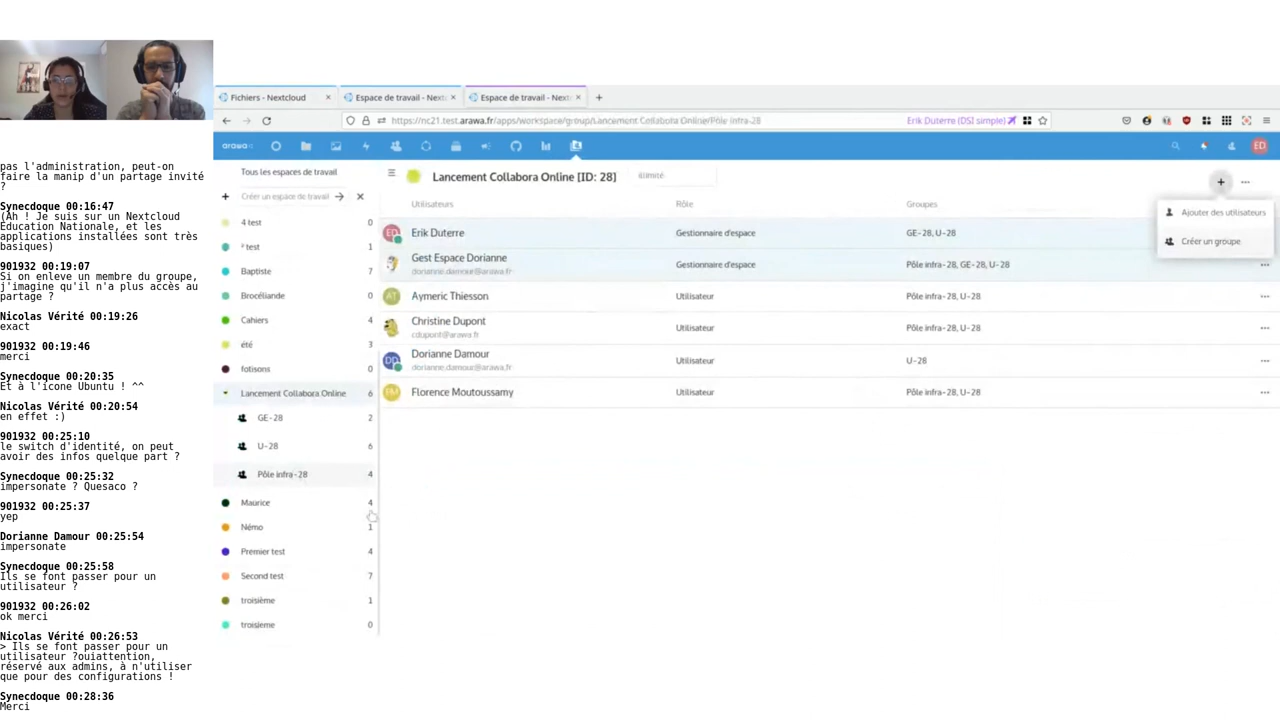 pas l'administration, peut-on
faire la manip d'un partage invité
?
Synecdoque 00:16:47
(Ah ! Je suis sur un Nextcloud
Education Nationale, et les
applications installées sont très
basiques)
901932 00:19:07
Si on enleve un membre du groupe,
j'imagine qu'il n'a plus accès au
partage ?
Nicolas Vérité 00:19:26
exact
901932 00:19:46
merci
Synecdoque 00:20:35
Et à l'icone Ubuntu ! ^^
Nicolas Vérité 00:20:54
en effet :)
901932 00:25:10
le switch d'identité, on peut
avoir des infos quelque part ?
Synecdoque 00:25:32
impersonate ? Quesaco ?
901932 00:25:37
yep
Dorianne Damour 00:25:54
impersonate
Synecdoque 00:25:58
Ils se font passer pour un
utilisateur ?
901932 00:26:02
ok merci
Nicolas Vérité 00:26:53
> Ils se font passer pour un
utilisateur ?ouiattention,
réservé aux admins, à n'utiliser
que pour des configurations !
Synecdoque 00:28:36
Merci
Fichiers - Nextcloud
Espace de travail - Next
Espace de travail - Next
https://nc21.test.arawa.fr/apps/workspace/group/Lancement Collabora Online/Pôle infra-28
Erik Duterre (DSI simple)
arawa
ED
Tous les espaces de travail
Créer un espace de travail
4 test 0
² test 1
Baptiste 7
Brocéliande 0
Cahiers 4
été 3
fotisons 0
Lancement Collabora Online 6
GE-28 2
U-28 6
Pôle infra-28 4
Maurice 4
Némo 1
Premier test 4
Second test 7
troisième 1
troisieme 0
Lancement Collabora Online [ID: 28] illimité
Ajouter des utilisateurs
Créer un groupe
Utilisateurs Rôle Groupes
ED Erik Duterre Gestionnaire d'espace GE-28, U-28
Gest Espace Dorianne Gestionnaire d'espace Pôle infra-28, GE-28, U-28
dorianne.damour@arawa.fr
AT Aymeric Thiesson Utilisateur Pôle infra-28, U-28
Christine Dupont Utilisateur Pôle infra-28, U-28
cdupont@arawa.fr
DD Dorianne Damour Utilisateur U-28
dorianne.damour@arawa.fr
FM Florence Moutoussamy Utilisateur Pôle infra-28, U-28